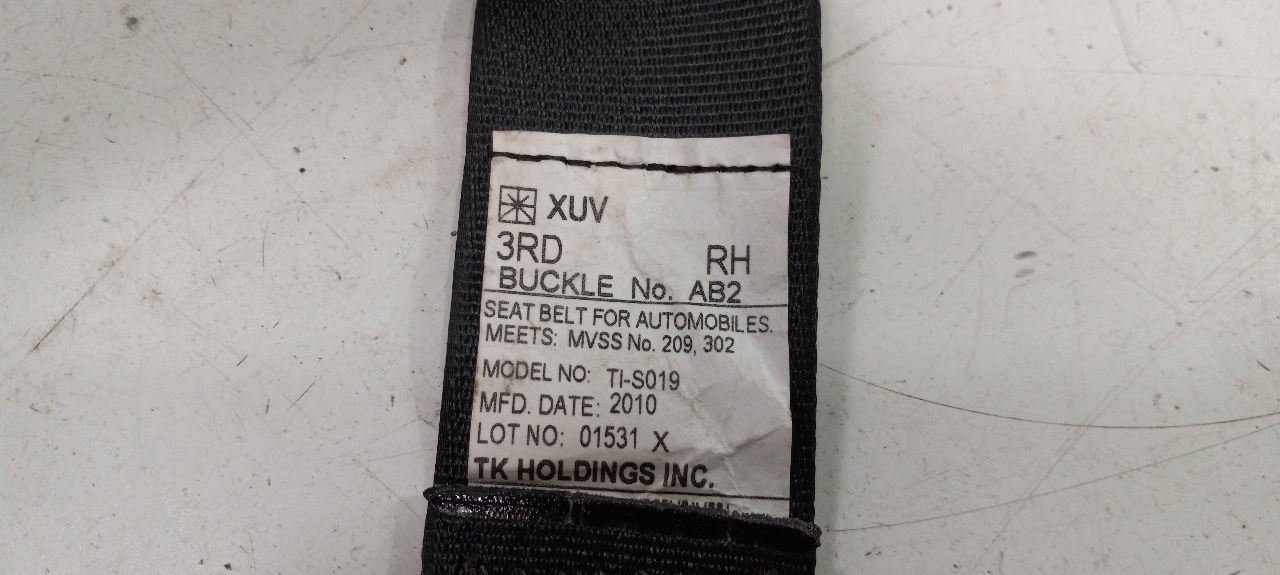 XUV
3RD RH
BUCKLE No. AB2
SEAT BELT FOR AUTOMOBILES.
MEETS: MVSS No. 209, 302
MODEL NO: TI-S019
MFD. DATE: 2010
LOT NO: 01531 X
TK HOLDINGS INC.